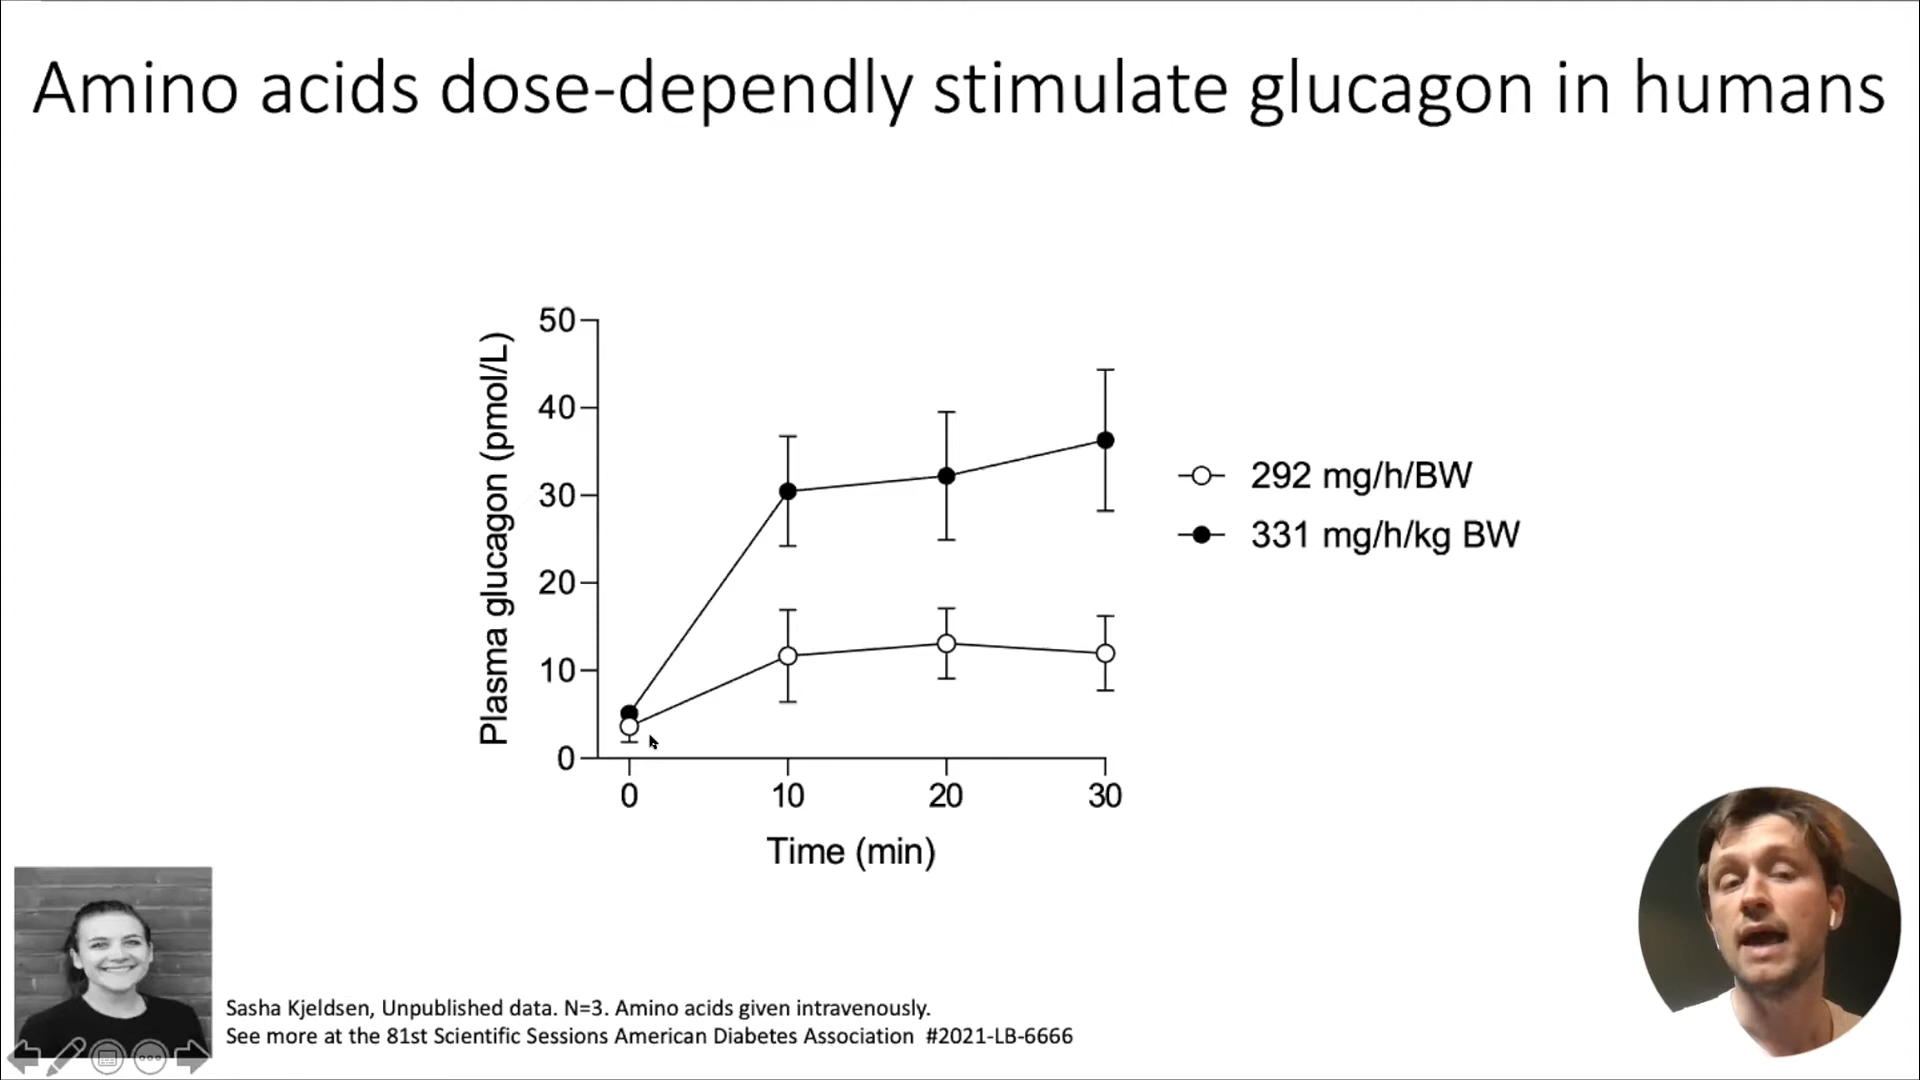 Amino acids dose-dependly stimulate glucagon in humans
Plasma glucagon (pmol/L)
50
40
30
20
10
0
0 10 20 30
Time (min)
292 mg/h/BW
331 mg/h/kg BW
Sasha Kjeldsen, Unpublished data. N=3. Amino acids given intravenously.
See more at the 81st Scientific Sessions American Diabetes Association #2021-LB-6666